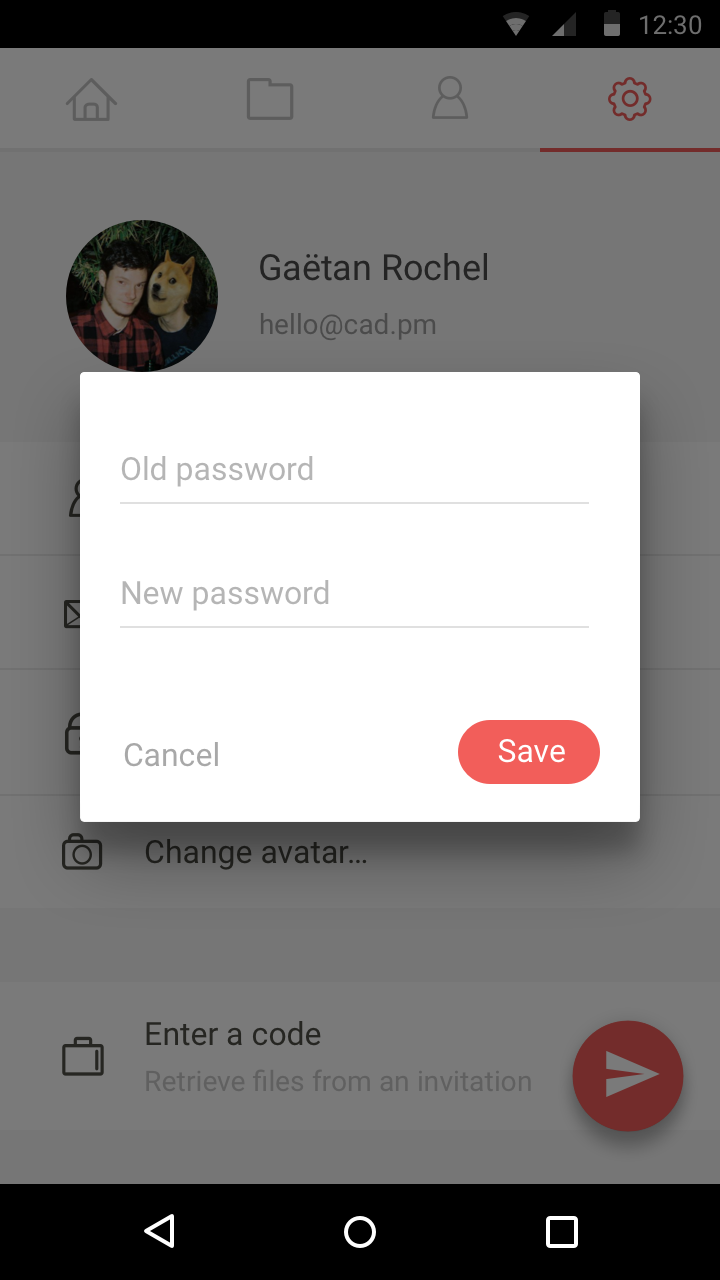 12:30
Gaëtan Rochel
hello@cad.pm
Old password
New password
Cancel
Save
Change avatar...
Enter a code
Retrieve files from an invitation